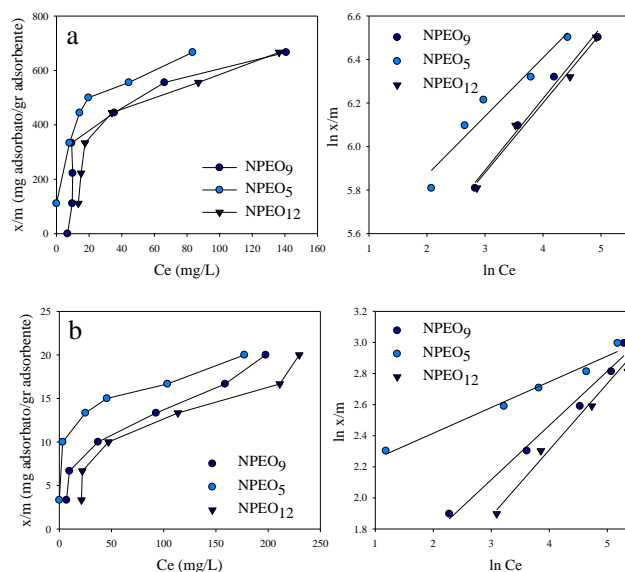 a
x/m (mg adsorbato/gr adsorbente)
800
600
400
200
0
0 20 40 60 80 100 120 140 160
Ce (mg/L)
NPEO9
NPEO5
NPEO12
ln x/m
6.6
6.4
6.2
6.0
5.8
5.6
1 2 3 4 5
ln Ce
NPEO9
NPEO5
NPEO12
b
x/m (mg adsorbato/gr adsorbente)
25
20
15
10
5
0
0 50 100 150 200 250 300
Ce (mg/L)
NPEO9
NPEO5
NPEO12
ln x/m
3.2
3.0
2.8
2.6
2.4
2.2
2.0
1.8
1 2 3 4 5
ln Ce
NPEO9
NPEO5
NPEO12